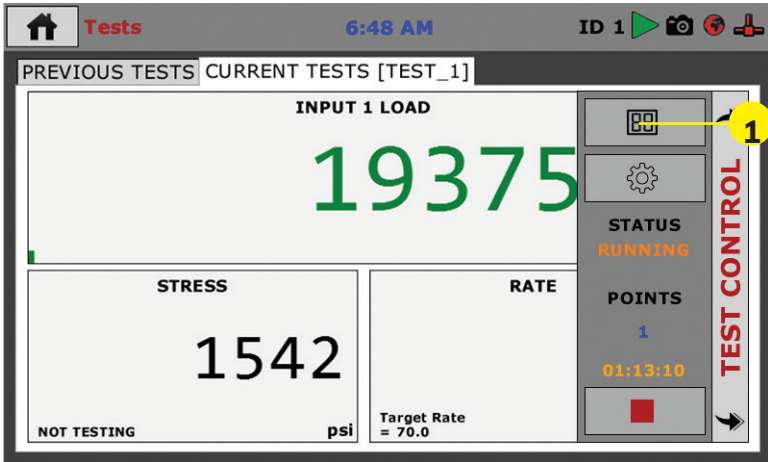 Tests 6:48 AM ID 1
PREVIOUS TESTS CURRENT TESTS [TEST_1]
INPUT 1 LOAD
19375
1
STATUS
RUNNING
POINTS
1
01:13:10
TEST CONTROL
STRESS
1542
NOT TESTING psi
RATE
Target Rate
= 70.0